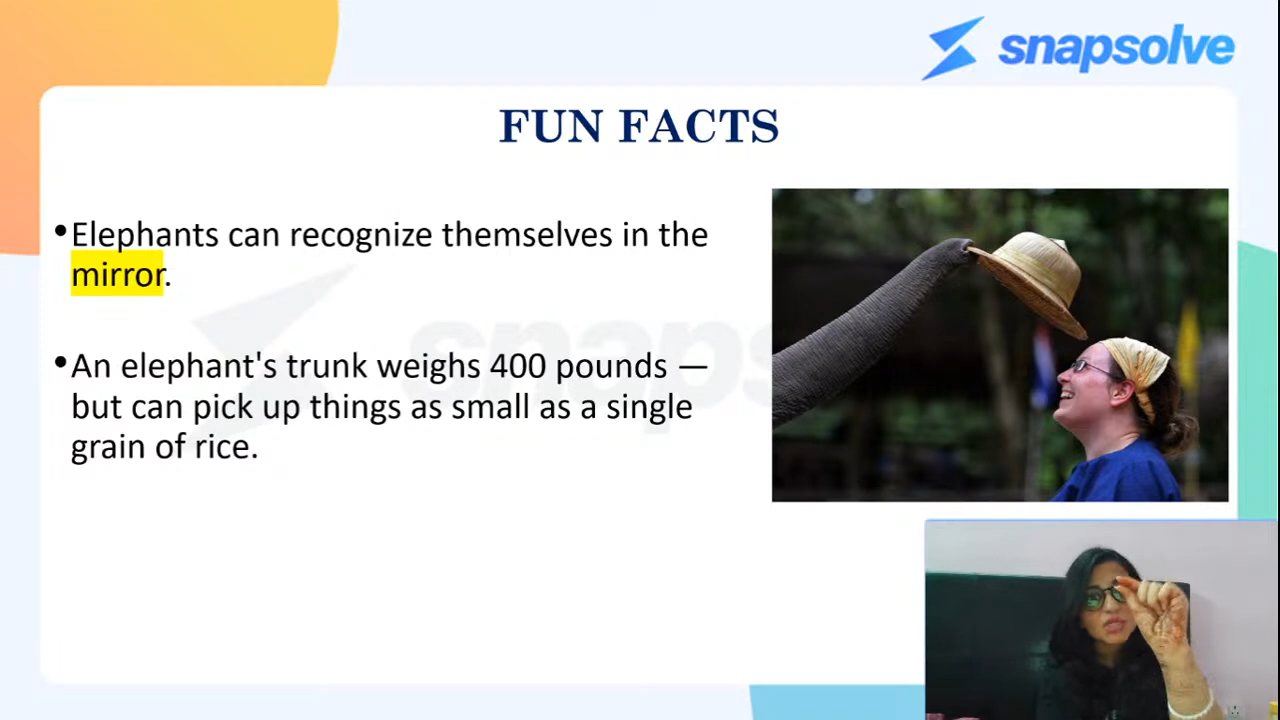 snapsolve
FUN FACTS
•Elephants can recognize themselves in the
mirror.
•An elephant's trunk weighs 400 pounds —
but can pick up things as small as a single
grain of rice.
snaps